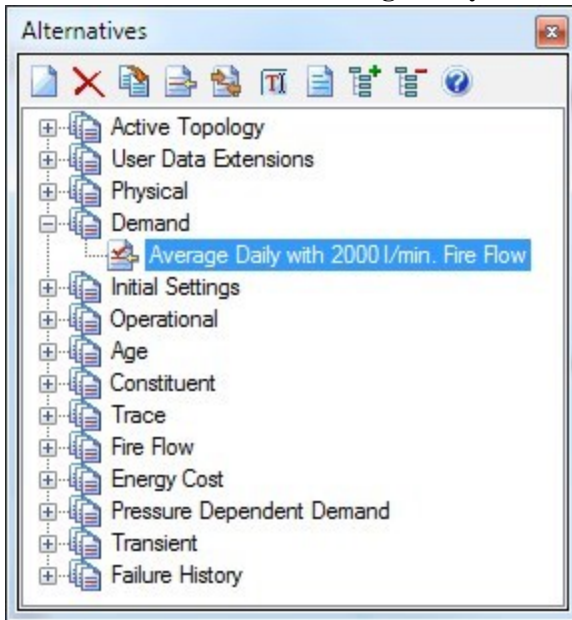 Alternatives
Active Topology
User Data Extensions
Physical
Demand
Average Daily with 2000 l/min. Fire Flow
Initial Settings
Operational
Age
Constituent
Trace
Fire Flow
Energy Cost
Pressure Dependent Demand
Transient
Failure History